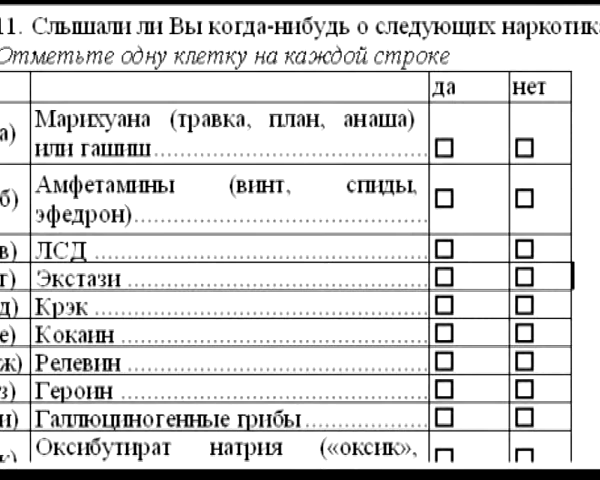 11. Слышали ли Вы когда-нибудь о следующих
Отметьте одну клетку на каждой строке
да нет
а) Марихуана (травка, план, анаша)
или гашиш
б) Амфетамины (винт, спиды,
эфедрон)
в) ЛСД
г) Экстази
д) Крэк
е) Кокаин
ж) Релевин
з) Героин
и) Галлюциногенные грибы
к) Оксибутират натрия («оксик»,